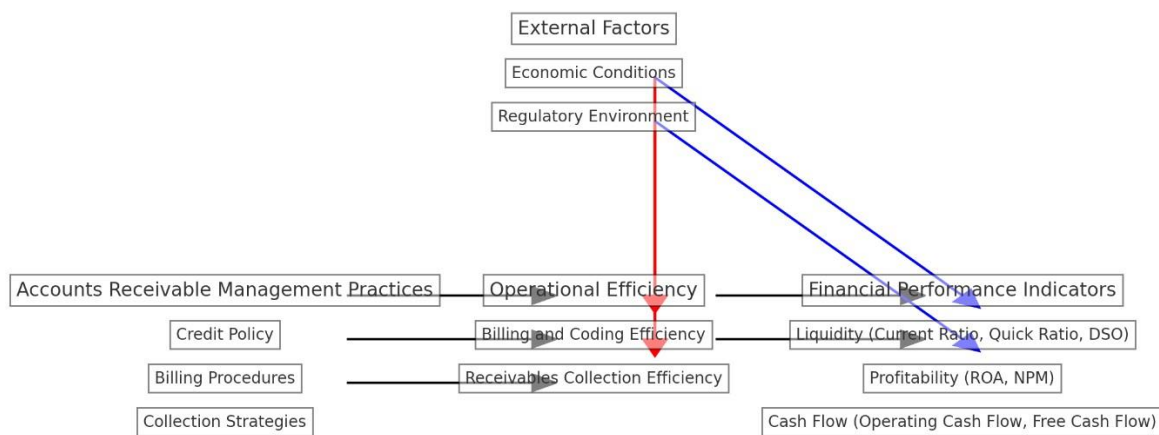 External Factors
Economic Conditions
Regulatory Environment
Accounts Receivable Management Practices
Operational Efficiency
Financial Performance Indicators
Credit Policy
Billing and Coding Efficiency
Liquidity (Current Ratio, Quick Ratio, DSO)
Billing Procedures
Receivables Collection Efficiency
Profitability (ROA, NPM)
Collection Strategies
Cash Flow (Operating Cash Flow, Free Cash Flow)